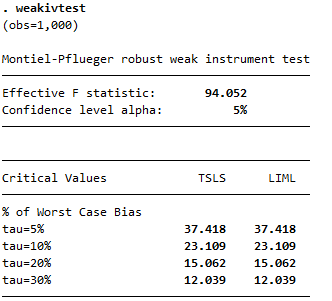 . weakivtest
(obs=1,000)
Montiel-Pflueger robust weak instrument test
Effective F statistic: 94.052
Confidence level alpha: 5%
Critical Values TSLS LIML
% of Worst Case Bias
tau=5% 37.418 37.418
tau=10% 23.109 23.109
tau=20% 15.062 15.062
tau=30% 12.039 12.039